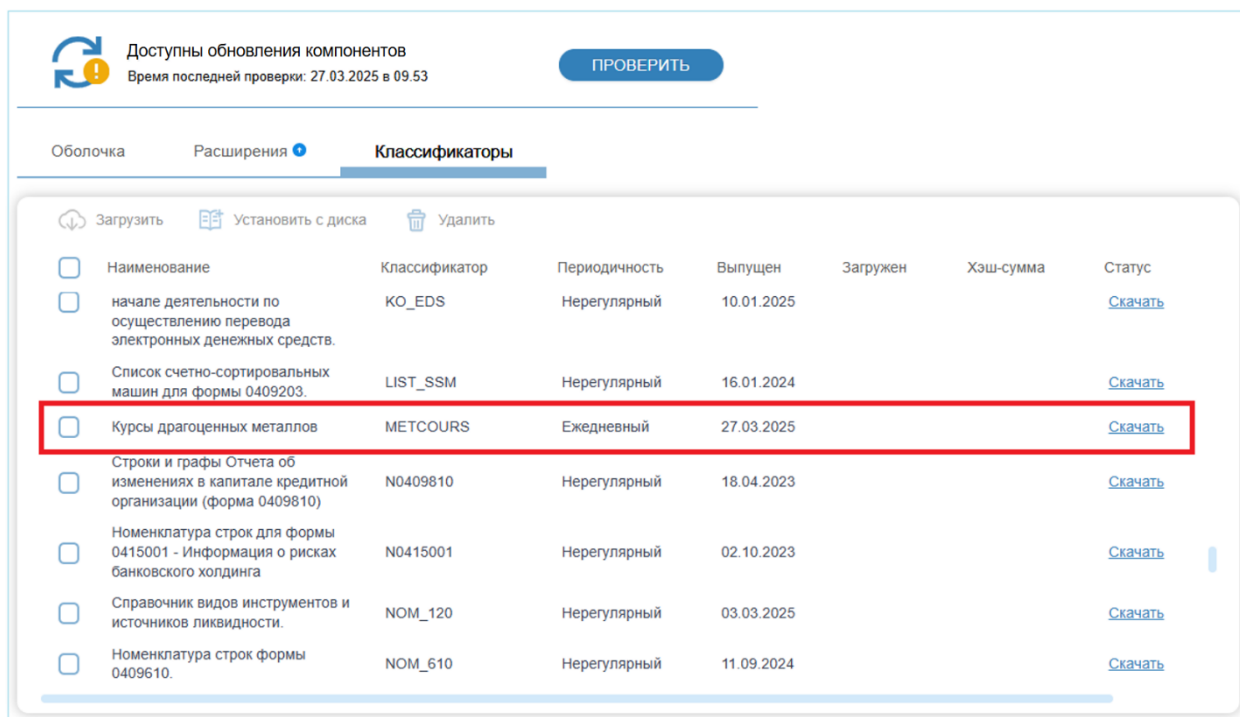 Доступны обновления компонентов
Время последней проверки: 27.03.2025 в 09.53
ПРОВЕРИТЬ
Оболочка Расширения Классификаторы
Загрузить Установить с диска Удалить
Наименование Классификатор Периодичность Выпущен Загружен Хэш-сумма Статус
начале деятельности по
осуществлению перевода
электронных денежных средств.
KO_EDS Нерегулярный 10.01.2025 Скачать
Список счетно-сортировальных
машин для формы 0409203.
LIST_SSM Нерегулярный 16.01.2024 Скачать
Курсы драгоценных металлов METCOURS Ежедневный 27.03.2025 Скачать
Строки и графы Отчета об
изменениях в капитале кредитной
организации (форма 0409810)
N0409810 Нерегулярный 18.04.2023 Скачать
Номенклатура строк для формы
0415001 - Информация о рисках
банковского холдинга
N0415001 Нерегулярный 02.10.2023 Скачать
Справочник видов инструментов и
источников ликвидности.
NOM_120 Нерегулярный 03.03.2025 Скачать
Номенклатура строк формы
0409610.
NOM_610 Нерегулярный 11.09.2024 Скачать